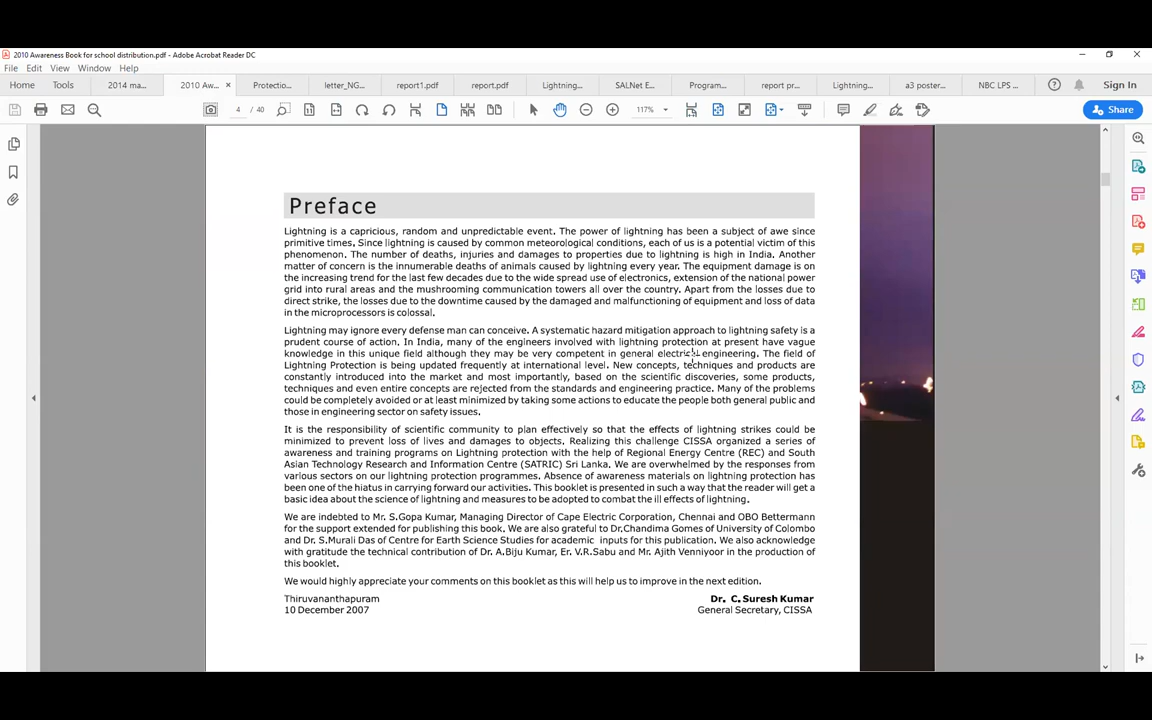 2010 Awareness Book for school distribution.pdf - Adobe Acrobat Reader DC
File Edit View Window Help
Home Tools 2014 ma... 2010 Aw... × Protectio... letter_NG... report1.pdf report.pdf Lightning... SALNet E... Program... report pr... Lightning... a3 poster... NBC LPS ... Sign In
4 / 40 117% Share
Preface
Lightning is a capricious, random and unpredictable event. The power of lightning has been a subject of awe since
primitive times. Since lightning is caused by common meteorological conditions, each of us is a potential victim of this
phenomenon. The number of deaths, injuries and damages to properties due to lightning is high in India. Another
matter of concern is the innumerable deaths of animals caused by lightning every year. The equipment damage is on
the increasing trend for the last few decades due to the wide spread use of electronics, extension of the national power
grid into rural areas and the mushrooming communication towers all over the country. Apart from the losses due to
direct strike, the losses due to the downtime caused by the damaged and malfunctioning of equipment and loss of data
in the microprocessors is colossal.
Lightning may ignore every defense man can conceive. A systematic hazard mitigation approach to lightning safety is a
prudent course of action. In India, many of the engineers involved with lightning protection at present have vague
knowledge in this unique field although they may be very competent in general electrical engineering. The field of
Lightning Protection is being updated frequently at international level. New concepts, techniques and products are
constantly introduced into the market and most importantly, based on the scientific discoveries, some products,
techniques and even entire concepts are rejected from the standards and engineering practice. Many of the problems
could be completely avoided or at least minimized by taking some actions to educate the people both general public and
those in engineering sector on safety issues.
It is the responsibility of scientific community to plan effectively so that the effects of lightning strikes could be
minimized to prevent loss of lives and damages to objects. Realizing this challenge CISSA organized a series of
awareness and training programs on Lightning protection with the help of Regional Energy Centre (REC) and South
Asian Technology Research and Information Centre (SATRIC) Sri Lanka. We are overwhelmed by the responses from
various sectors on our lightning protection programmes. Absence of awareness materials on lightning protection has
been one of the hiatus in carrying forward our activities. This booklet is presented in such a way that the reader will get a
basic idea about the science of lightning and measures to be adopted to combat the ill effects of lightning.
We are indebted to Mr. S.Gopa Kumar, Managing Director of Cape Electric Corporation, Chennai and OBO Bettermann
for the support extended for publishing this book. We are also grateful to Dr.Chandima Gomes of University of Colombo
and Dr. S.Murali Das of Centre for Earth Science Studies for academic inputs for this publication. We also acknowledge
with gratitude the technical contribution of Dr. A.Biju Kumar, Er. V.R.Sabu and Mr. Ajith Venniyoor in the production of
this booklet.
We would highly appreciate your comments on this booklet as this will help us to improve in the next edition.
Thiruvananthapuram Dr. C. Suresh Kumar
10 December 2007 General Secretary, CISSA